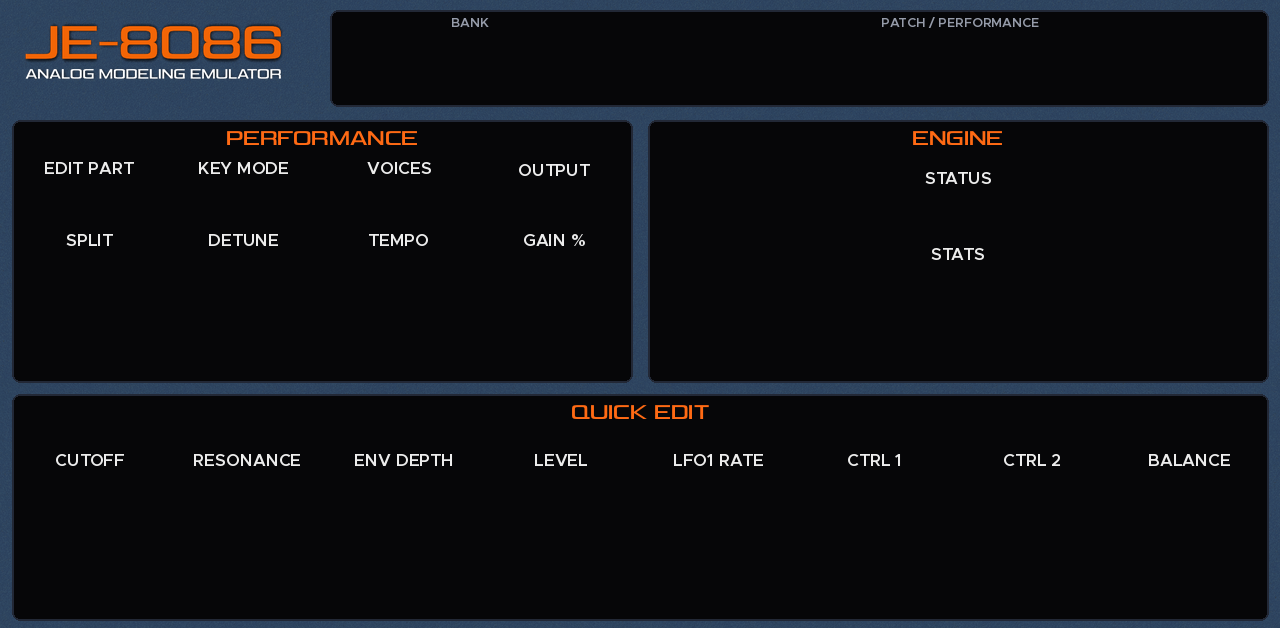 JE-8086
ANALOG MODELING EMULATOR
BANK
PATCH / PERFORMANCE
PERFORMANCE
EDIT PART
KEY MODE
VOICES
OUTPUT
SPLIT
DETUNE
TEMPO
GAIN %
ENGINE
STATUS
STATS
QUICK EDIT
CUTOFF
RESONANCE
ENV DEPTH
LEVEL
LFO1 RATE
CTRL 1
CTRL 2
BALANCE